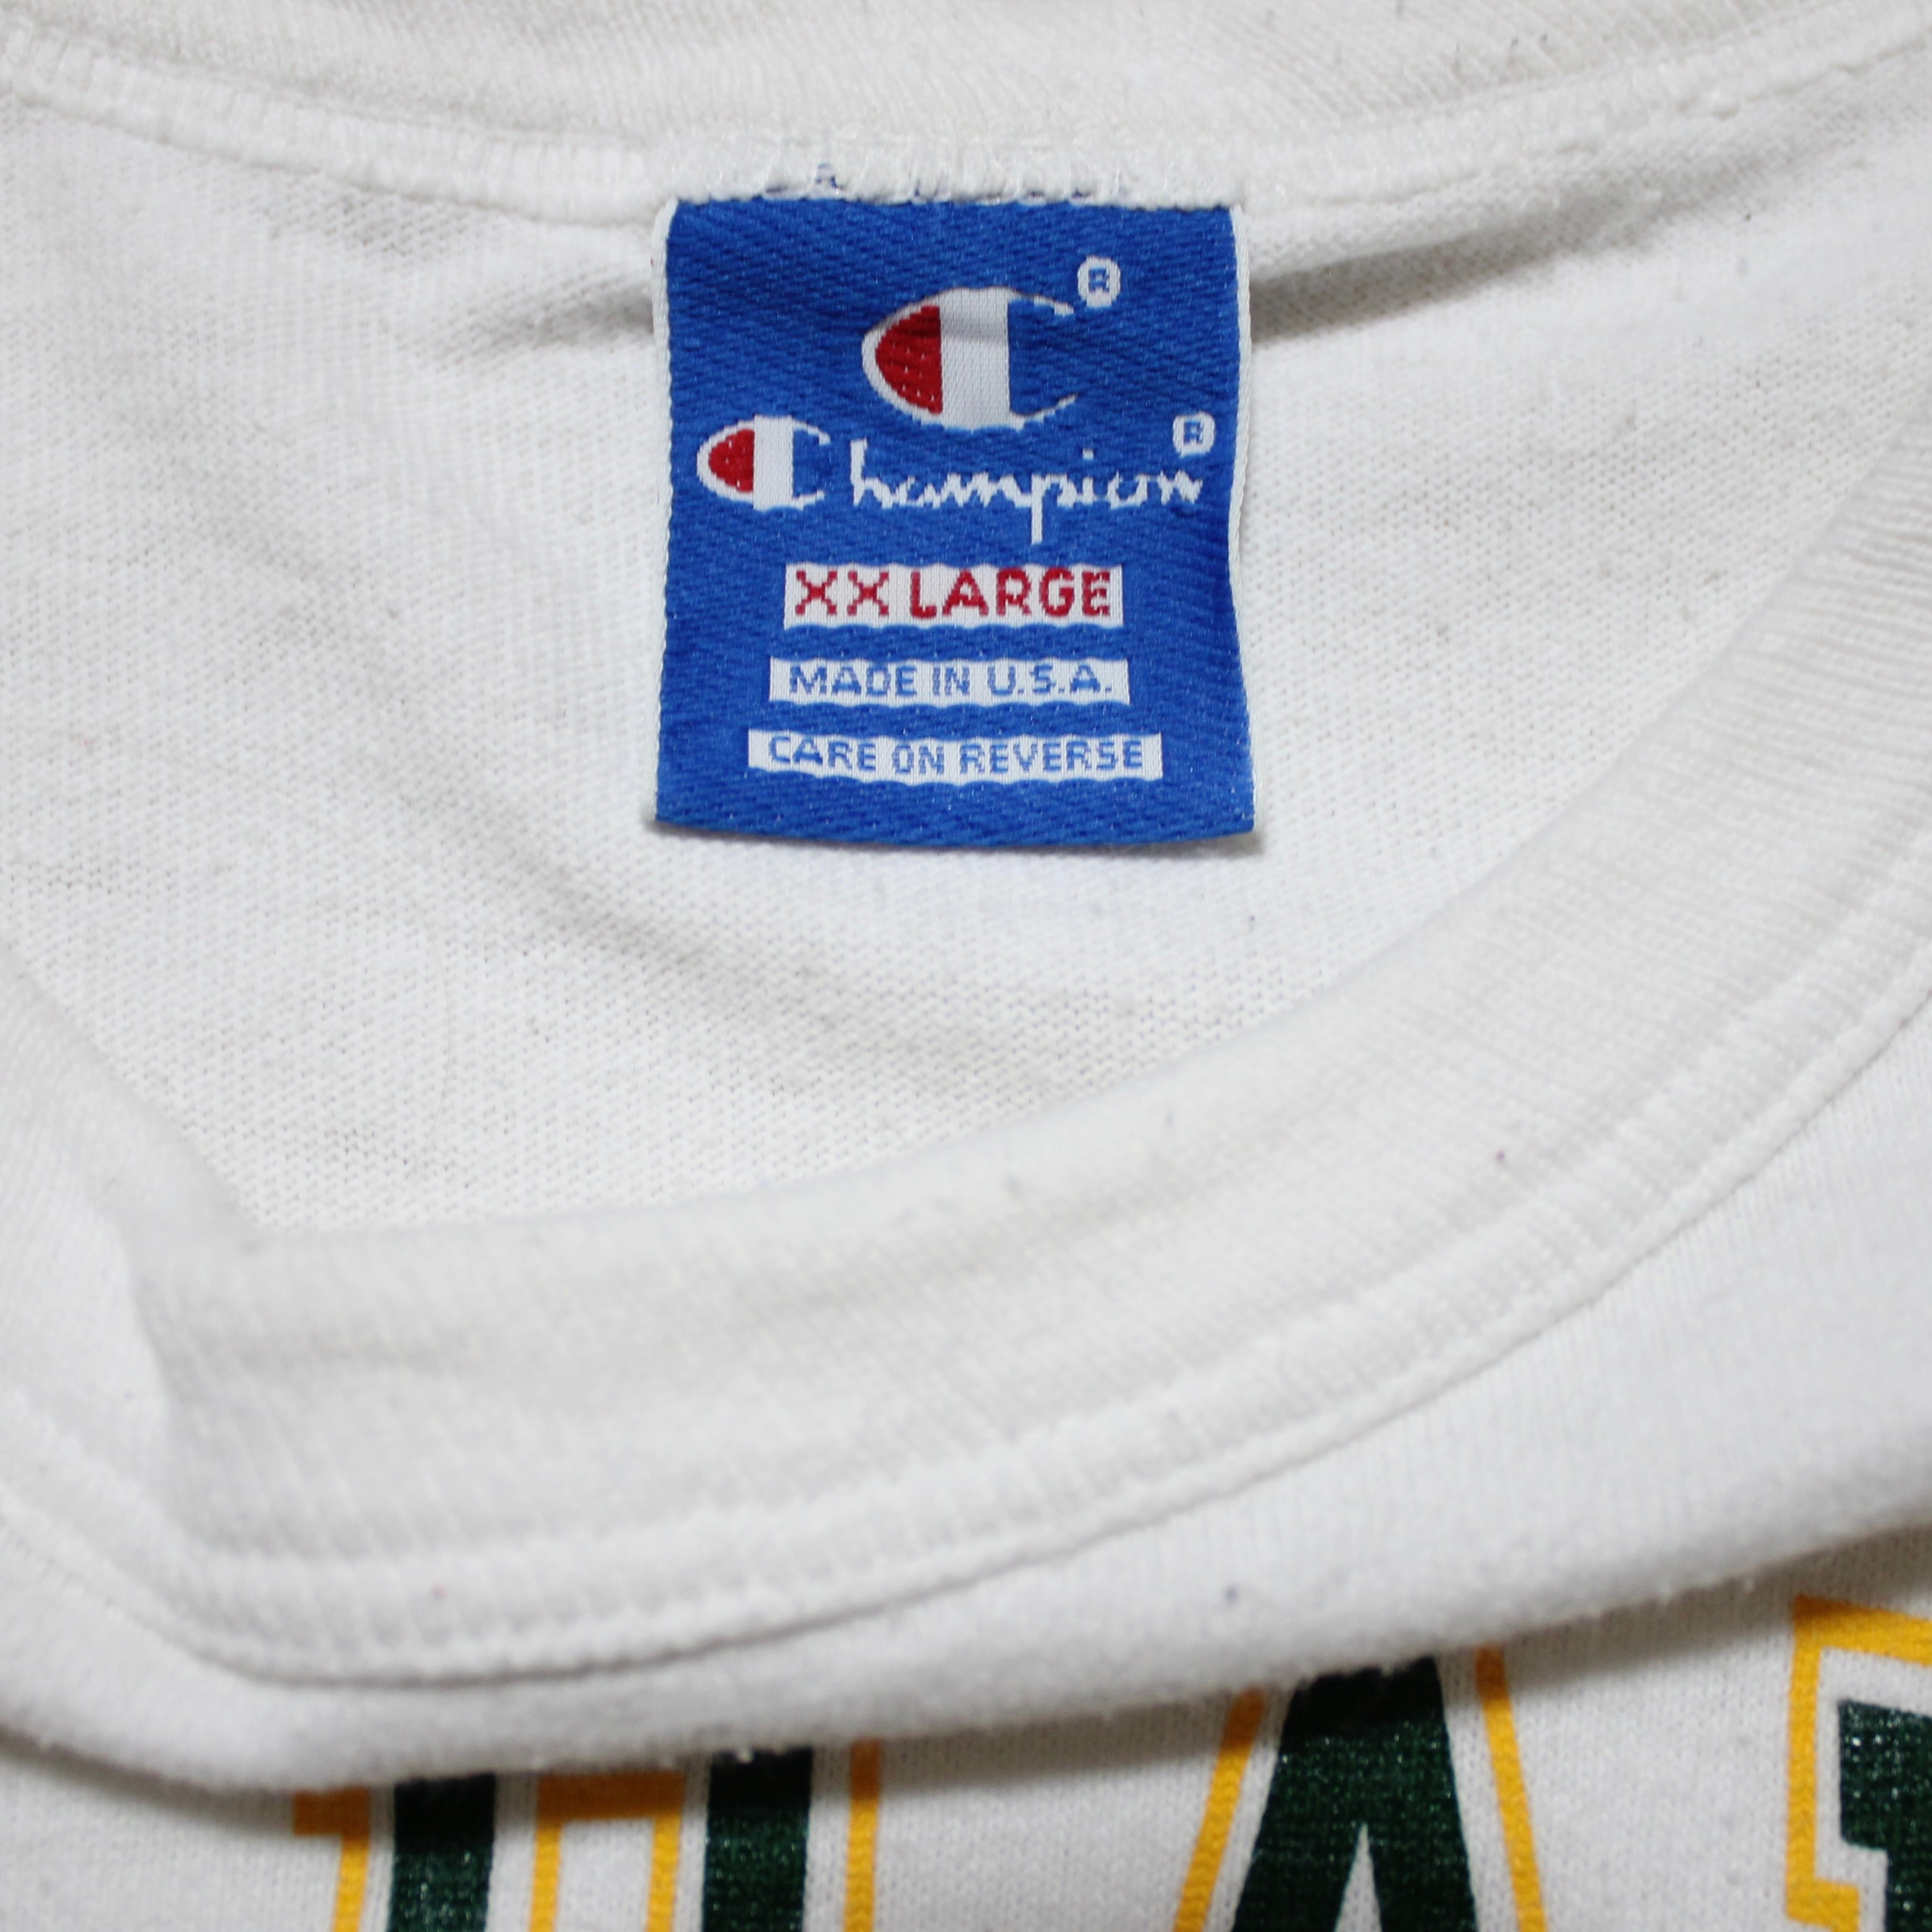 Champion
XX LARGE
MADE IN U.S.A.
CARE ON REVERSE